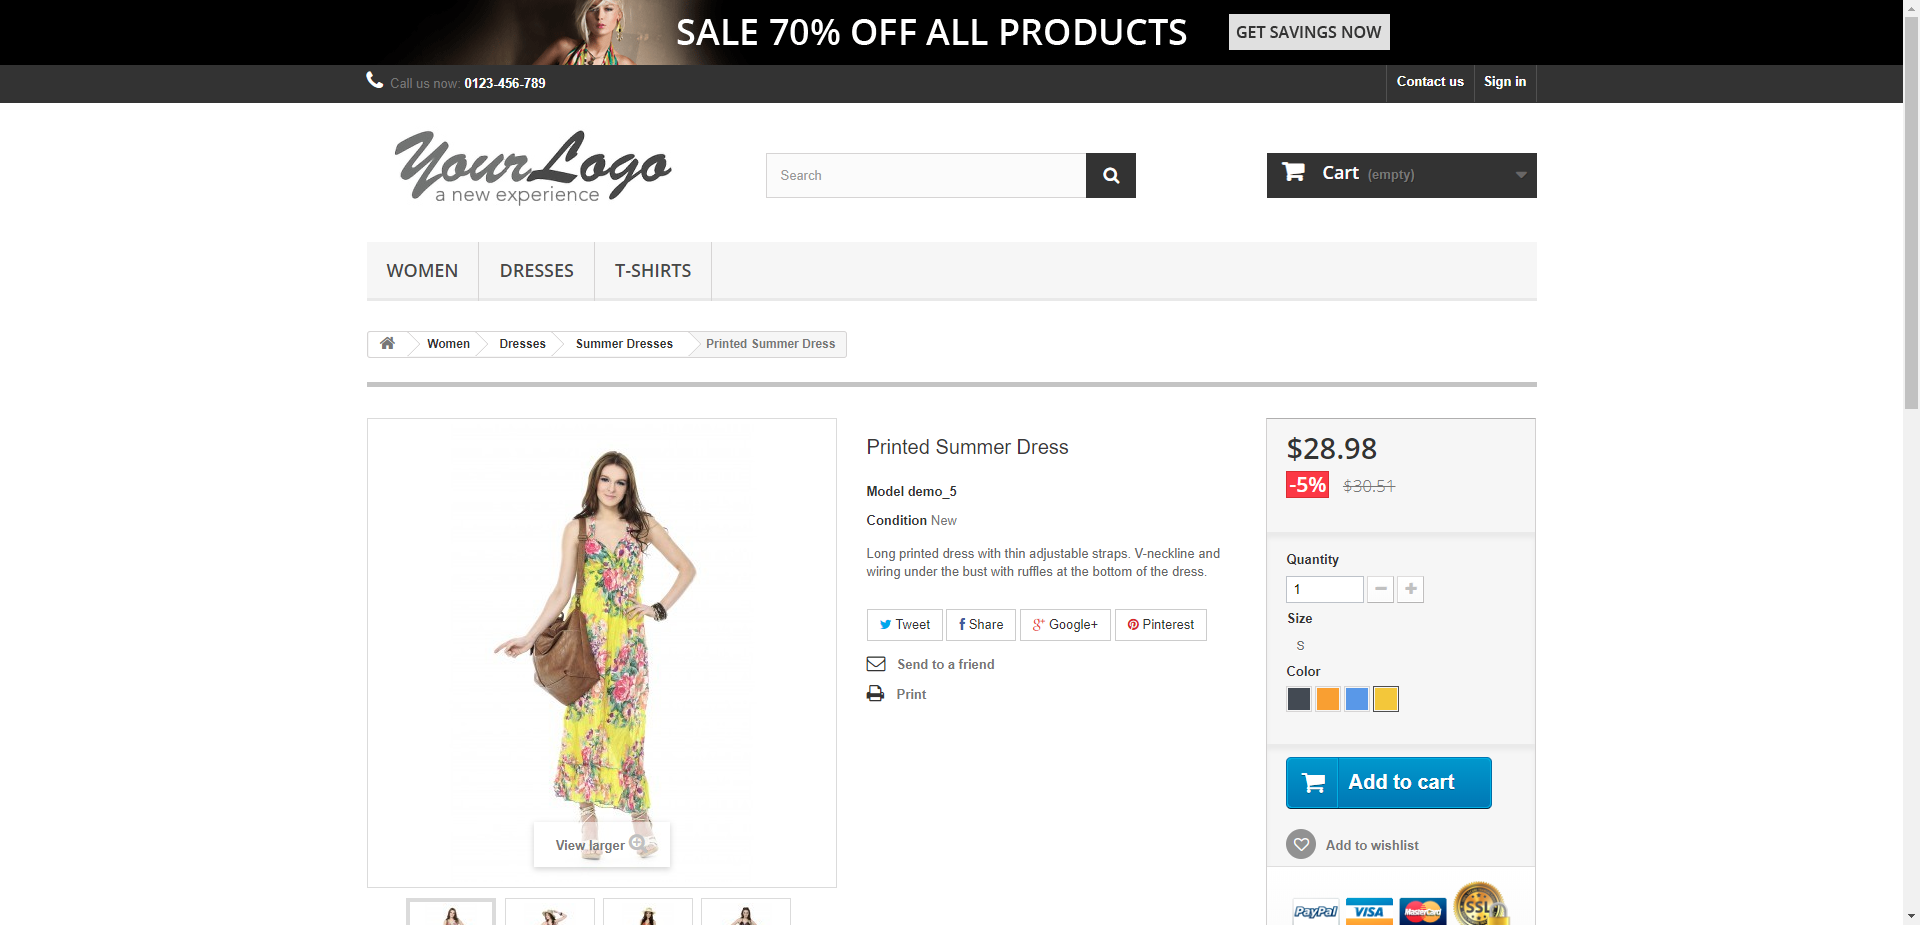 SALE 70% OFF ALL PRODUCTS
GET SAVINGS NOW
Call us now: 0123-456-789
Contact us
Sign in
YourLogo
a new experience
Search
Cart (empty)
WOMEN
DRESSES
T-SHIRTS
Women
Dresses
Summer Dresses
Printed Summer Dress
View larger
Printed Summer Dress
Model demo_5
Condition New
Long printed dress with thin adjustable straps. V-neckline and
wiring under the bust with ruffles at the bottom of the dress.
Tweet
Share
Google+
Pinterest
Send to a friend
Print
$28.98
-5% $30.51
Quantity
1
Size
S
Color
Add to cart
Add to wishlist
PayPal
VISA
MasterCard
SSL